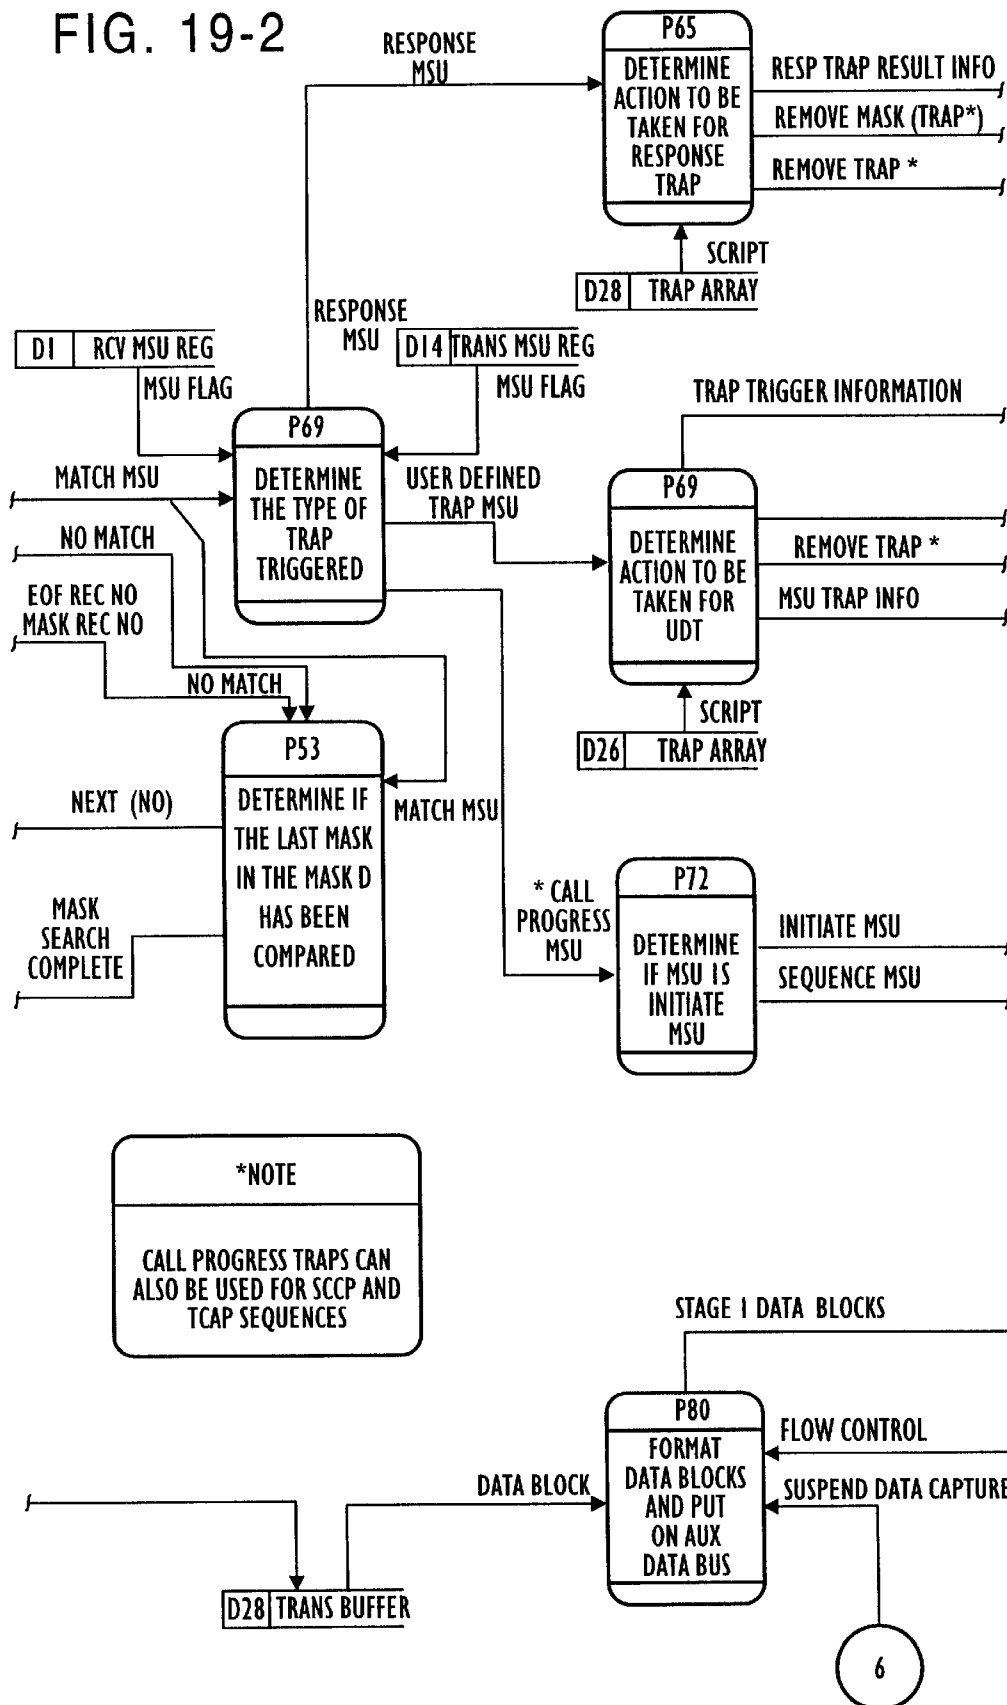 FIG. 19-2
RESPONSE
MSU
P65
DETERMINE
ACTION TO BE
TAKEN FOR
RESPONSE
TRAP
RESP TRAP RESULT INFO
REMOVE MASK (TRAP*)
REMOVE TRAP *
SCRIPT
D28 TRAP ARRAY
RESPONSE
MSU
D1 RCV MSU REG
MSU FLAG
D14 TRANS MSU REG
MSU FLAG
P69
DETERMINE
THE TYPE OF
TRAP
TRIGGERED
MATCH MSU
NO MATCH
EOF REC NO
MASK REC NO
NO MATCH
USER DEFINED
TRAP MSU
TRAP TRIGGER INFORMATION
P69
DETERMINE
ACTION TO BE
TAKEN FOR
UDT
REMOVE TRAP *
MSU TRAP INFO
SCRIPT
D26 TRAP ARRAY
P53
DETERMINE IF
THE LAST MASK
IN THE MASK D
HAS BEEN
COMPARED
NEXT (NO)
MASK
SEARCH
COMPLETE
MATCH MSU
* CALL
PROGRESS
MSU
P72
DETERMINE
IF MSU IS
INITIATE
MSU
INITIATE MSU
SEQUENCE MSU
*NOTE
CALL PROGRESS TRAPS CAN
ALSO BE USED FOR SCCP AND
TCAP SEQUENCES
STAGE 1 DATA BLOCKS
P80
FORMAT
DATA BLOCKS
AND PUT
ON AUX
DATA BUS
FLOW CONTROL
SUSPEND DATA CAPTURE
DATA BLOCK
D28 TRANS BUFFER
6